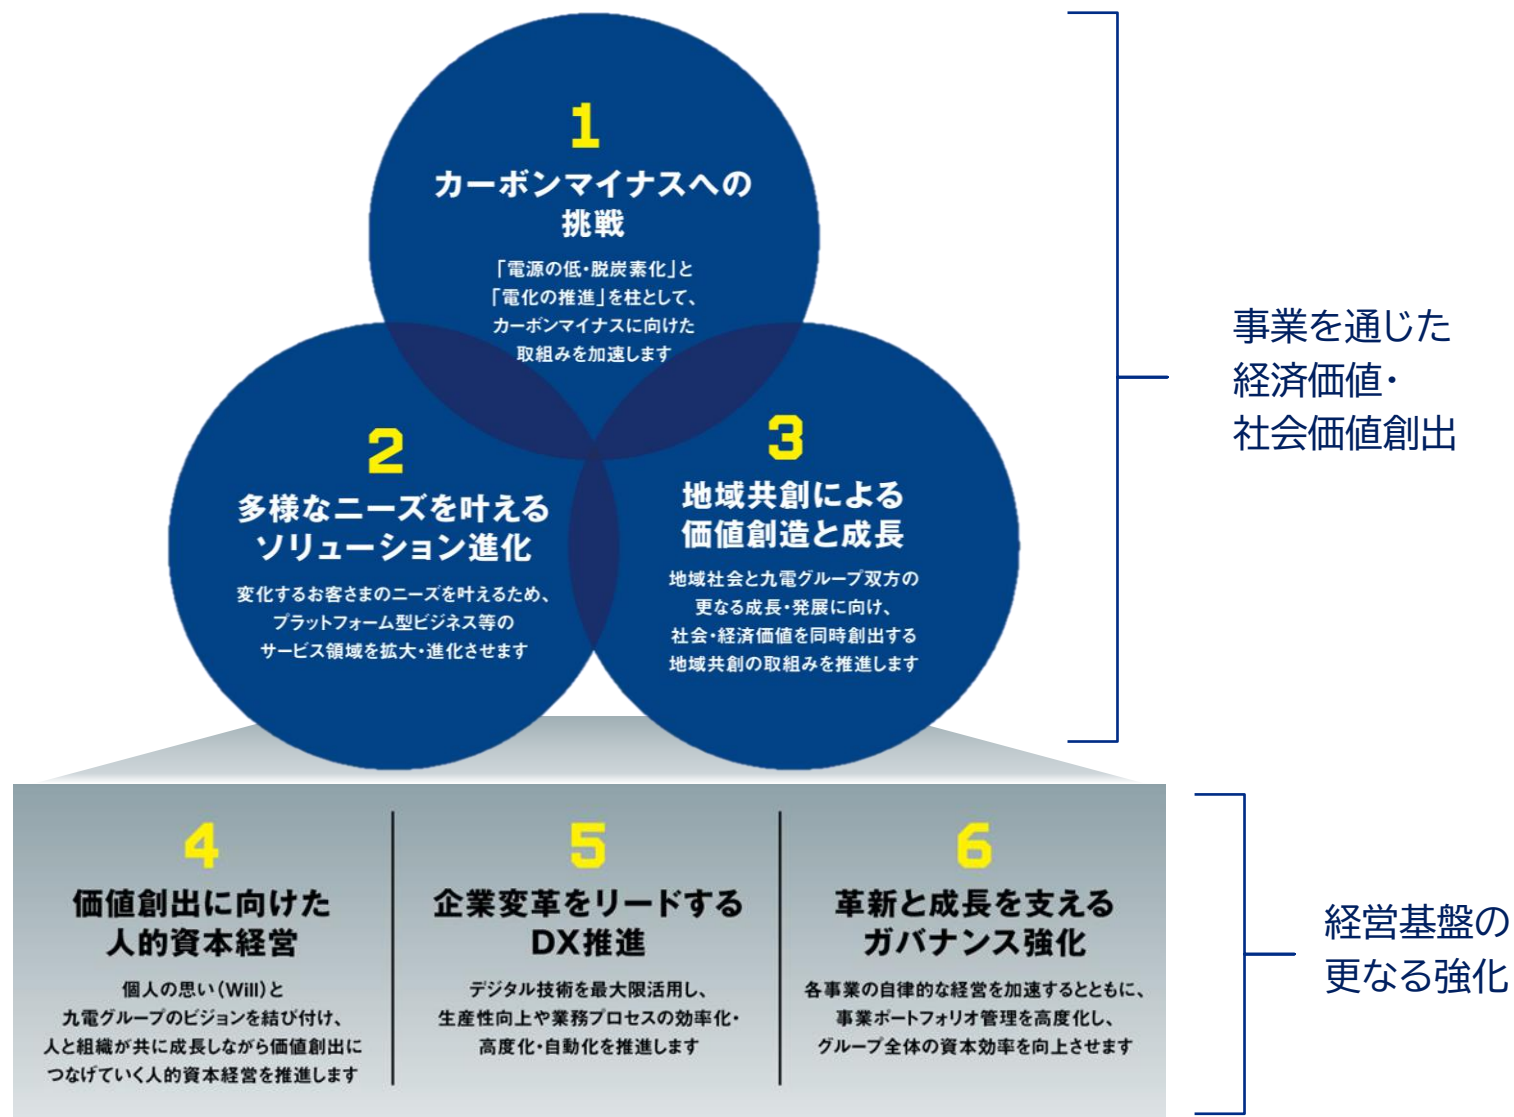 1
カーボンマイナスへの
挑戦
「電源の低・脱炭素化」と
「電化の推進」を柱として、
カーボンマイナスに向けた
取組みを加速します
2
多様なニーズを叶える
ソリューション進化
変化するお客さまのニーズを叶えるため、
プラットフォーム型ビジネス等の
サービス領域を拡大・進化させます
3
地域共創による
価値創造と成長
地域社会と九電グループ双方の
更なる成長・発展に向け、
社会・経済価値を同時創出する
地域共創の取組みを推進します
事業を通じた
経済価値・
社会価値創出
4
価値創出に向けた
人的資本経営
個人の思い(Will)と
九電グループのビジョンを結び付け、
人と組織が共に成長しながら価値創出に
つなげていく人的資本経営を推進します
5
企業変革をリードする
DX推進
デジタル技術を最大限活用し、
生産性向上や業務プロセスの効率化・
高度化・自動化を推進します
6
革新と成長を支える
ガバナンス強化
各事業の自律的な経営を加速するとともに、
事業ポートフォリオ管理を高度化し、
グループ全体の資本効率を向上させます
経営基盤の
更なる強化